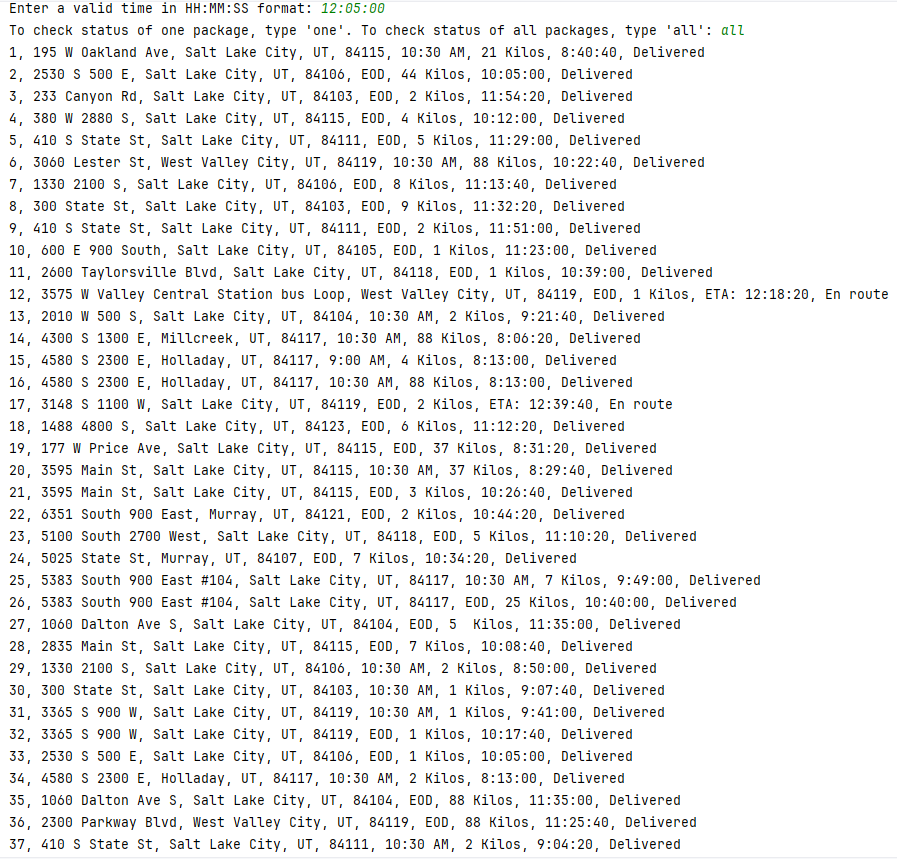 Enter a valid time in HH:MM:SS format: 12:05:00
To check status of one package, type 'one'. To check status of all packages, type 'all': all
1, 195 W Oakland Ave, Salt Lake City, UT, 84115, 10:30 AM, 21 Kilos, 8:40:40, Delivered
2, 2530 S 500 E, Salt Lake City, UT, 84106, EOD, 44 Kilos, 10:05:00, Delivered
3, 233 Canyon Rd, Salt Lake City, UT, 84103, EOD, 2 Kilos, 11:54:20, Delivered
4, 380 W 2880 S, Salt Lake City, UT, 84115, EOD, 4 Kilos, 10:12:00, Delivered
5, 410 S State St, Salt Lake City, UT, 84111, EOD, 5 Kilos, 11:29:00, Delivered
6, 3060 Lester St, West Valley City, UT, 84119, 10:30 AM, 88 Kilos, 10:22:40, Delivered
7, 1330 2100 S, Salt Lake City, UT, 84106, EOD, 8 Kilos, 11:13:40, Delivered
8, 300 State St, Salt Lake City, UT, 84103, EOD, 9 Kilos, 11:32:20, Delivered
9, 410 S State St, Salt Lake City, UT, 84111, EOD, 2 Kilos, 11:51:00, Delivered
10, 600 E 900 South, Salt Lake City, UT, 84105, EOD, 1 Kilos, 11:23:00, Delivered
11, 2600 Taylorsville Blvd, Salt Lake City, UT, 84118, EOD, 1 Kilos, 10:39:00, Delivered
12, 3575 W Valley Central Station bus Loop, West Valley City, UT, 84119, EOD, 1 Kilos, ETA: 12:18:20, En route
13, 2010 W 500 S, Salt Lake City, UT, 84104, 10:30 AM, 2 Kilos, 9:21:40, Delivered
14, 4300 S 1300 E, Millcreek, UT, 84117, 10:30 AM, 88 Kilos, 8:06:20, Delivered
15, 4580 S 2300 E, Holladay, UT, 84117, 9:00 AM, 4 Kilos, 8:13:00, Delivered
16, 4580 S 2300 E, Holladay, UT, 84117, 10:30 AM, 88 Kilos, 8:13:00, Delivered
17, 3148 S 1100 W, Salt Lake City, UT, 84119, EOD, 2 Kilos, ETA: 12:39:40, En route
18, 1488 4800 S, Salt Lake City, UT, 84123, EOD, 6 Kilos, 11:12:20, Delivered
19, 177 W Price Ave, Salt Lake City, UT, 84115, EOD, 37 Kilos, 8:31:20, Delivered
20, 3595 Main St, Salt Lake City, UT, 84115, 10:30 AM, 37 Kilos, 8:29:40, Delivered
21, 3595 Main St, Salt Lake City, UT, 84115, EOD, 3 Kilos, 10:26:40, Delivered
22, 6351 South 900 East, Murray, UT, 84121, EOD, 2 Kilos, 10:44:20, Delivered
23, 5100 South 2700 West, Salt Lake City, UT, 84118, EOD, 5 Kilos, 11:10:20, Delivered
24, 5025 State St, Murray, UT, 84107, EOD, 7 Kilos, 10:34:20, Delivered
25, 5383 South 900 East #104, Salt Lake City, UT, 84117, 10:30 AM, 7 Kilos, 9:49:00, Delivered
26, 5383 South 900 East #104, Salt Lake City, UT, 84117, EOD, 25 Kilos, 10:40:00, Delivered
27, 1060 Dalton Ave S, Salt Lake City, UT, 84104, EOD, 5  Kilos, 11:35:00, Delivered
28, 2835 Main St, Salt Lake City, UT, 84115, EOD, 7 Kilos, 10:08:40, Delivered
29, 1330 2100 S, Salt Lake City, UT, 84106, 10:30 AM, 2 Kilos, 8:50:00, Delivered
30, 300 State St, Salt Lake City, UT, 84103, 10:30 AM, 1 Kilos, 9:07:40, Delivered
31, 3365 S 900 W, Salt Lake City, UT, 84119, 10:30 AM, 1 Kilos, 9:41:00, Delivered
32, 3365 S 900 W, Salt Lake City, UT, 84119, EOD, 1 Kilos, 10:17:40, Delivered
33, 2530 S 500 E, Salt Lake City, UT, 84106, EOD, 1 Kilos, 10:05:00, Delivered
34, 4580 S 2300 E, Holladay, UT, 84117, 10:30 AM, 2 Kilos, 8:13:00, Delivered
35, 1060 Dalton Ave S, Salt Lake City, UT, 84104, EOD, 88 Kilos, 11:35:00, Delivered
36, 2300 Parkway Blvd, West Valley City, UT, 84119, EOD, 88 Kilos, 11:25:40, Delivered
37, 410 S State St, Salt Lake City, UT, 84111, 10:30 AM, 2 Kilos, 9:04:20, Delivered